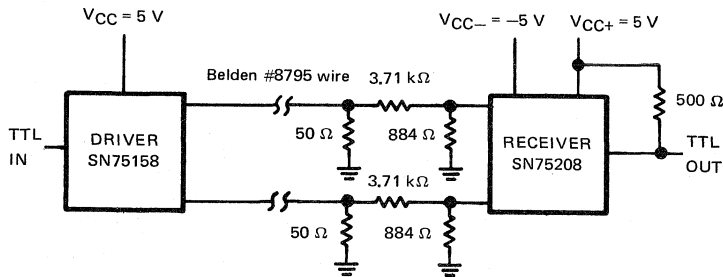 VCC = 5 V
VCC– = –5 V
VCC+ = 5 V
Belden #8795 wire
3.71 kΩ
500 Ω
TTL
IN
DRIVER
SN75158
50 Ω
884 Ω
RECEIVER
SN75208
TTL
OUT
3.71 kΩ
50 Ω
884 Ω